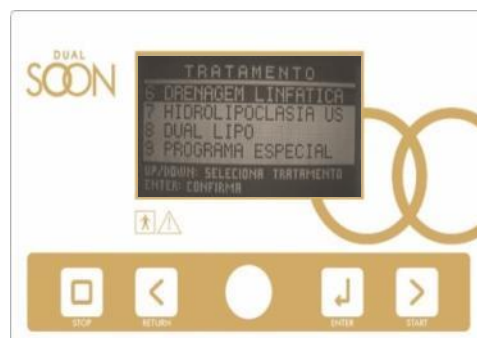 DUAL
SOON
TRATAMENTO
6 DRENAGEM LINFATICA
7 HIDROLIPOCLASIA US
8 DUAL LIPO
9 PROGRAMA ESPECIAL
UP/DOWN: SELECIONA TRATAMENTO
ENTER: CONFIRMA
STOP
RETURN
ENTER
START